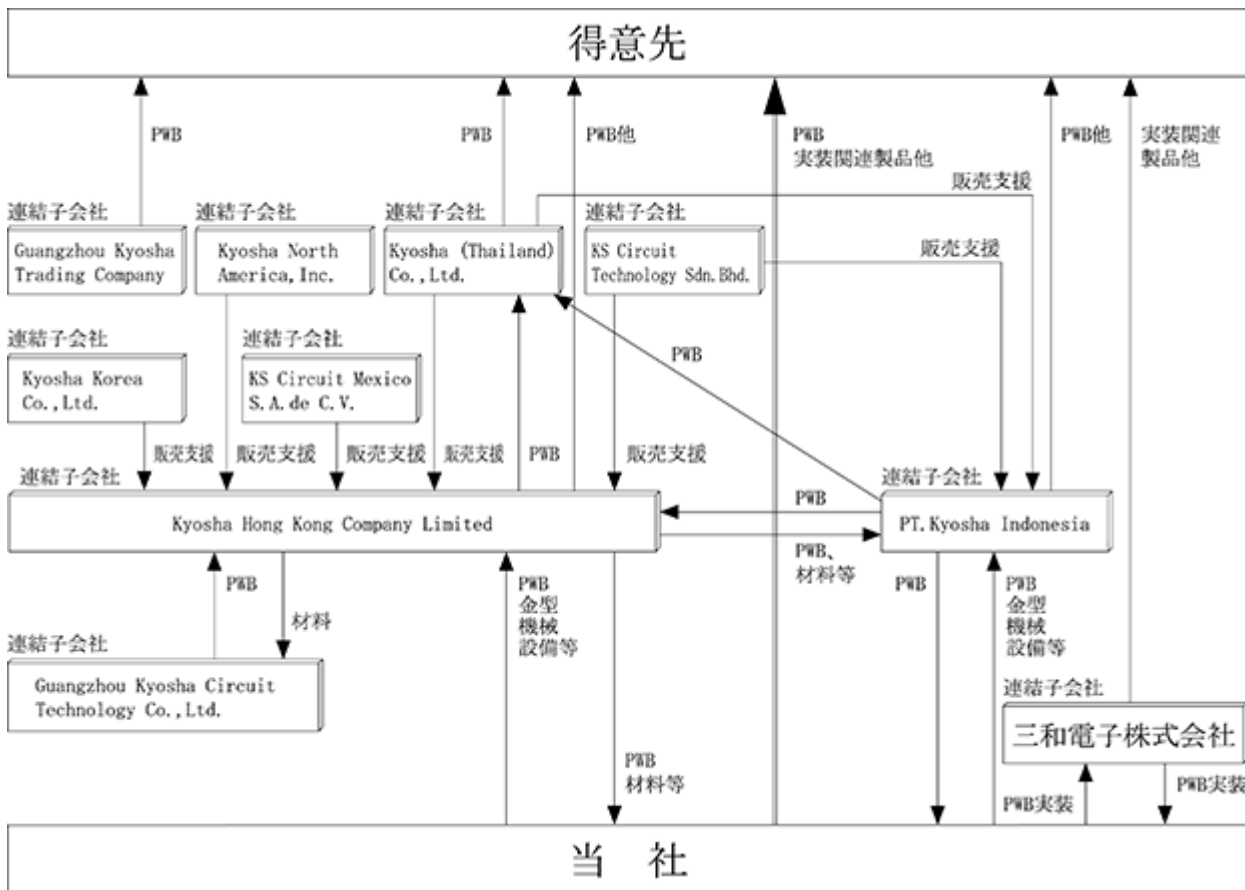 得意先
PWB
PWB
PWB他
PWB
実装関連製品他
PWB他
実装関連
製品他
販売支援
連結子会社
Guangzhou Kyosha
Trading Company
連結子会社
Kyosha North
America,Inc.
連結子会社
Kyosha (Thailand)
Co.,Ltd.
連結子会社
KS Circuit
Technology Sdn.Bhd.
販売支援
連結子会社
Kyosha Korea
Co.,Ltd.
連結子会社
KS Circuit Mexico
S.A.de C.V.
PWB
販売支援
販売支援
販売支援
販売支援
PWB
販売支援
連結子会社
Kyosha Hong Kong Company Limited
連結子会社
PT.Kyosha Indonesia
PWB
PWB、
材料等
PWB
材料
PWB
金型
機械
設備等
PWB
PWB
金型
機械
設備等
連結子会社
Guangzhou Kyosha Circuit
Technology Co.,Ltd.
連結子会社
三和電子株式会社
PWB
材料等
PWB実装
PWB実装
当 社